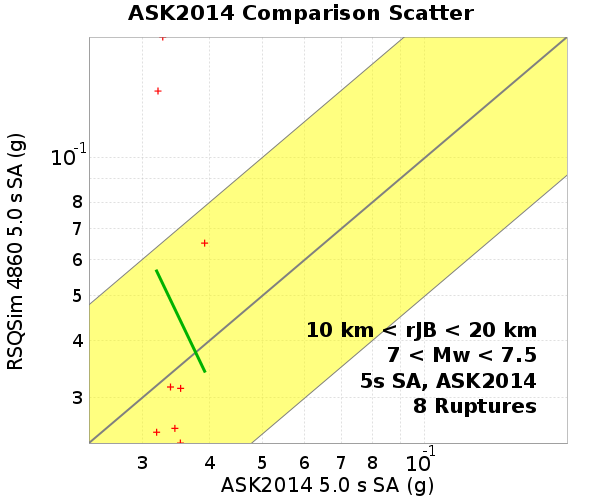 ASK2014 Comparison Scatter
RSQSim 4860 5.0 s SA (g)
10-1
8
7
6
5
4
3
10 km < rJB < 20 km
7 < Mw < 7.5
5s SA, ASK2014
8 Ruptures
3 4 5 6 7 8 10-1
ASK2014 5.0 s SA (g)